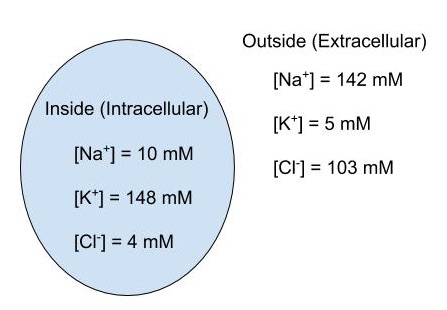 Outside (Extracellular)
[Na⁺] = 142 mM
[K⁺] = 5 mM
[Cl⁻] = 103 mM
Inside (Intracellular)
[Na⁺] = 10 mM
[K⁺] = 148 mM
[Cl⁻] = 4 mM